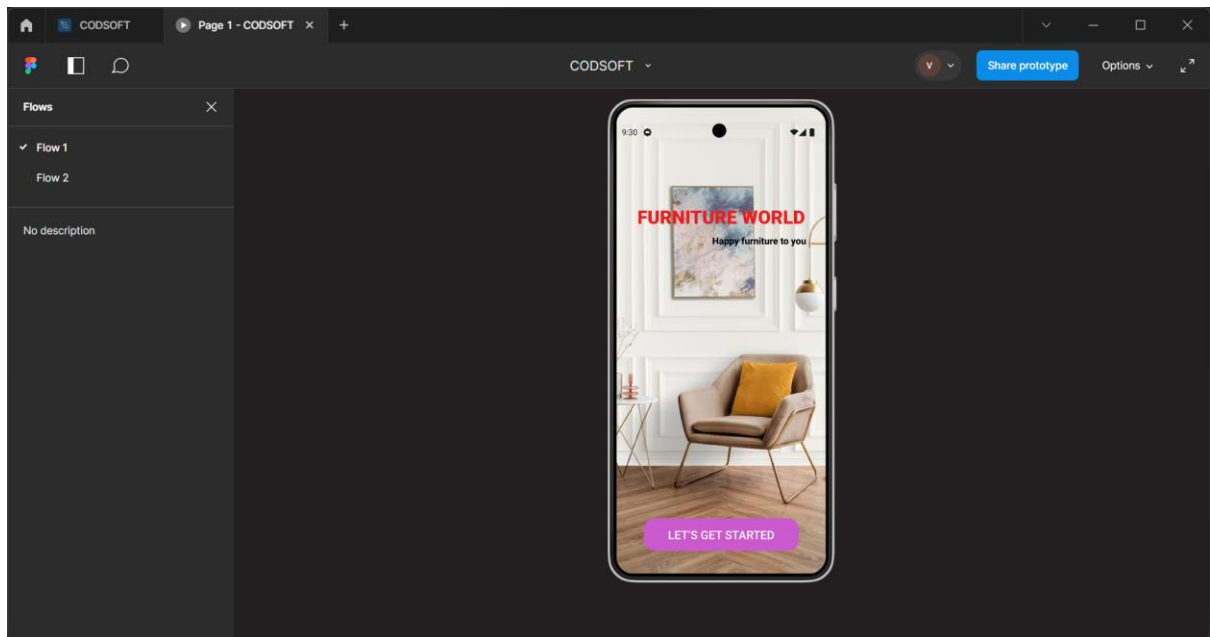 CODSOFT
Page 1 - CODSOFT
CODSOFT
V
Share prototype
Options
Flows
Flow 1
Flow 2
No description
9:30
FURNITURE WORLD
Happy furniture to you
LET'S GET STARTED